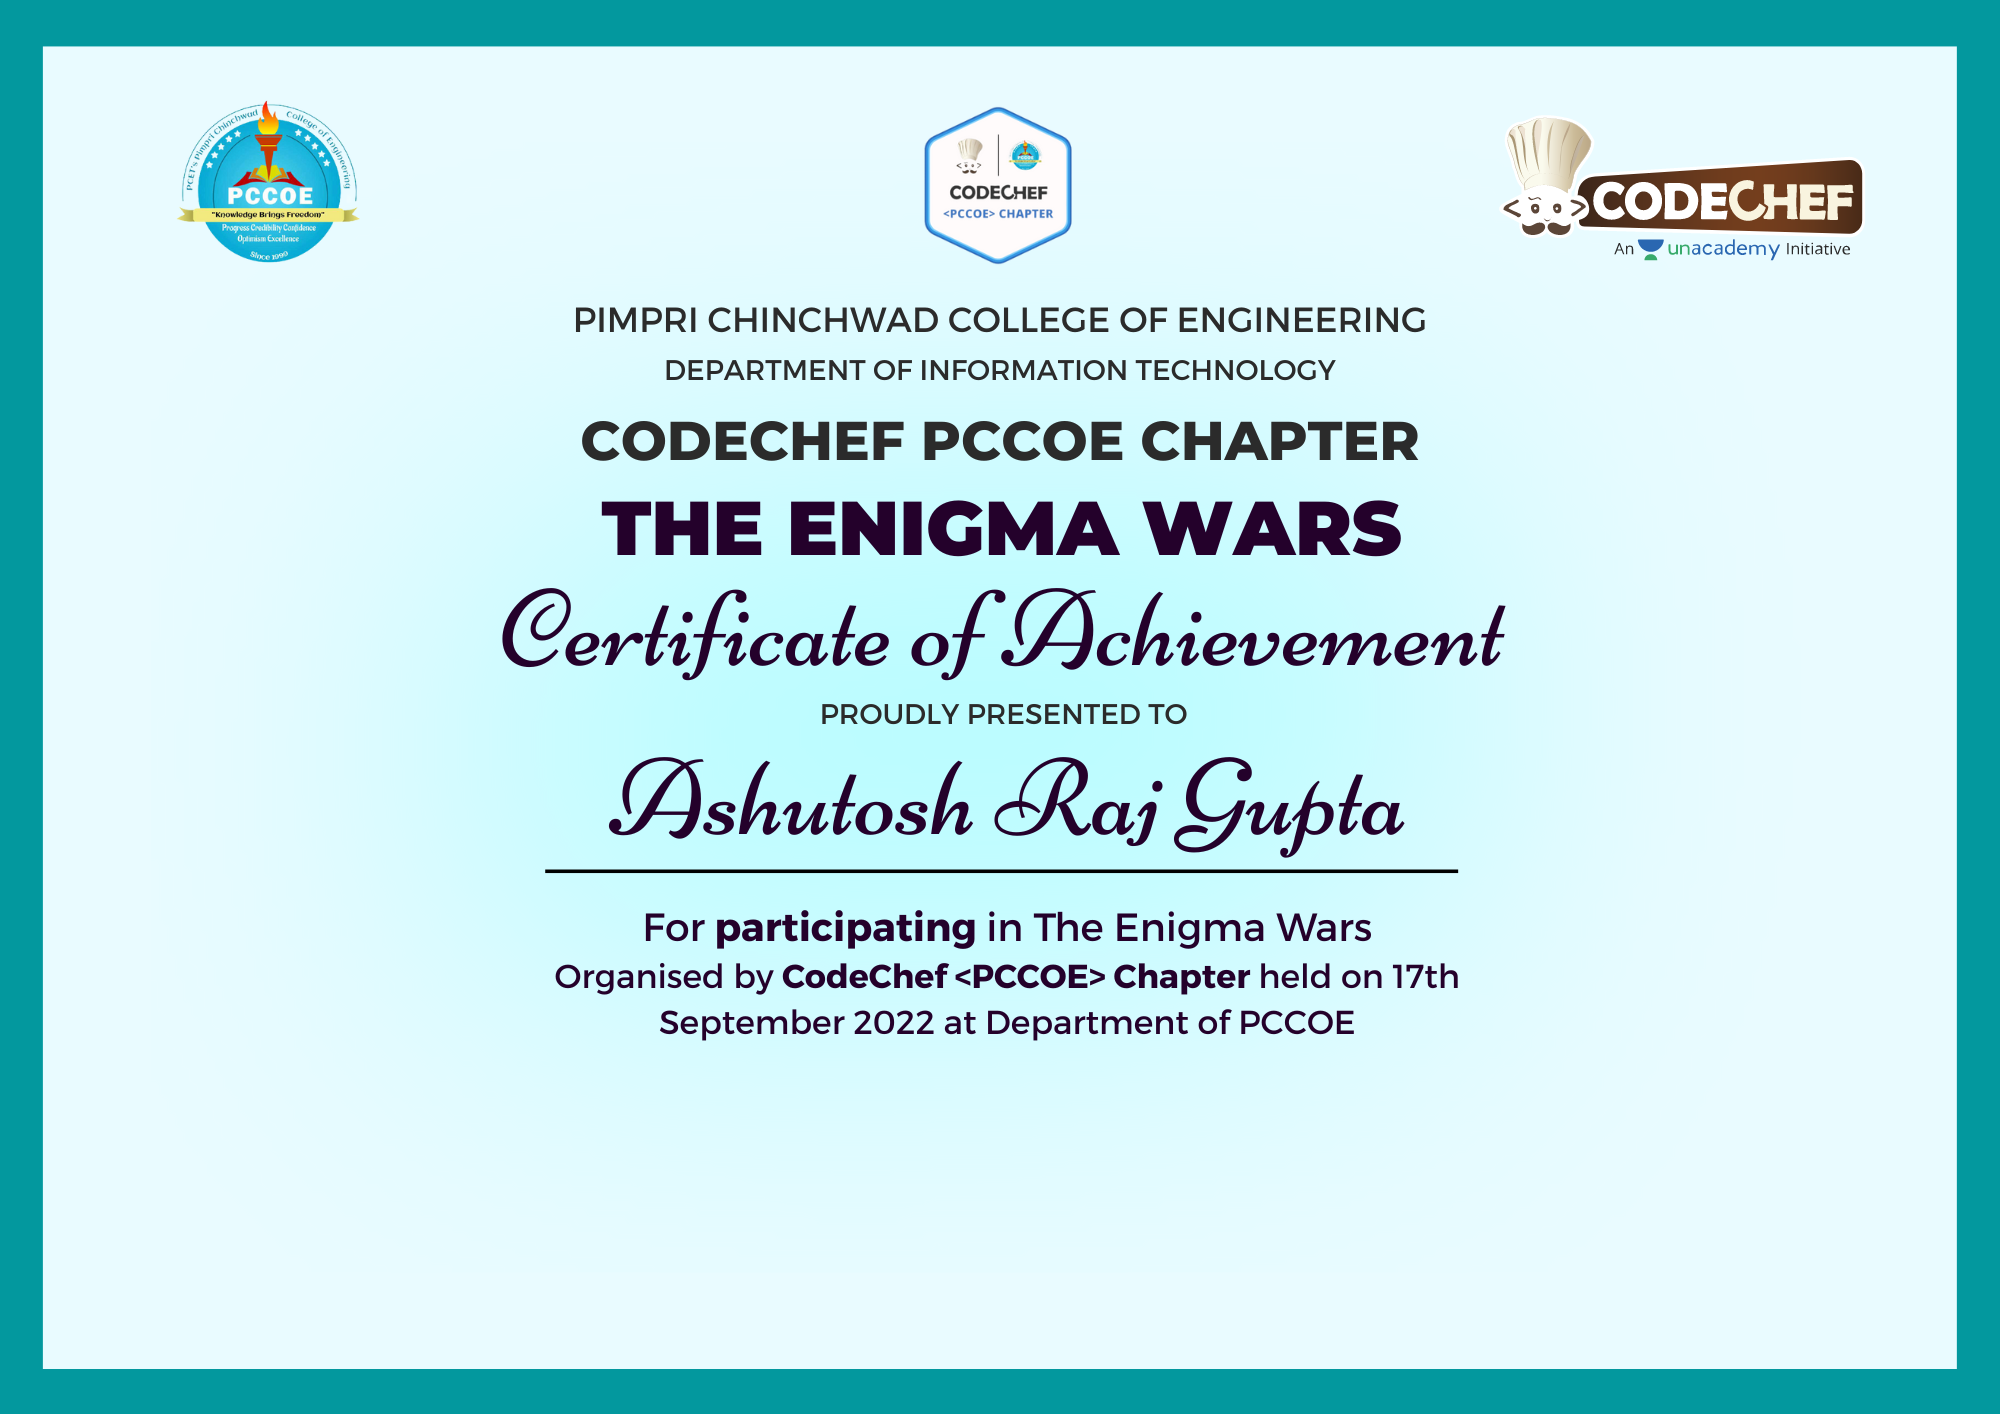 PCET's Pimpri Chinchwad College of Engineering
PCCOE
"Knowledge Brings Freedom"
Progress Credibility Confidence
Optimism Excellence
Since 1999
CODECHEF
<PCCOE> CHAPTER
CODECHEF
An unacademy Initiative
PIMPRI CHINCHWAD COLLEGE OF ENGINEERING
DEPARTMENT OF INFORMATION TECHNOLOGY
CODECHEF PCCOE CHAPTER
THE ENIGMA WARS
Certificate of Achievement
PROUDLY PRESENTED TO
Ashutosh Raj Gupta
For participating in The Enigma Wars
Organised by CodeChef <PCCOE> Chapter held on 17th
September 2022 at Department of PCCOE